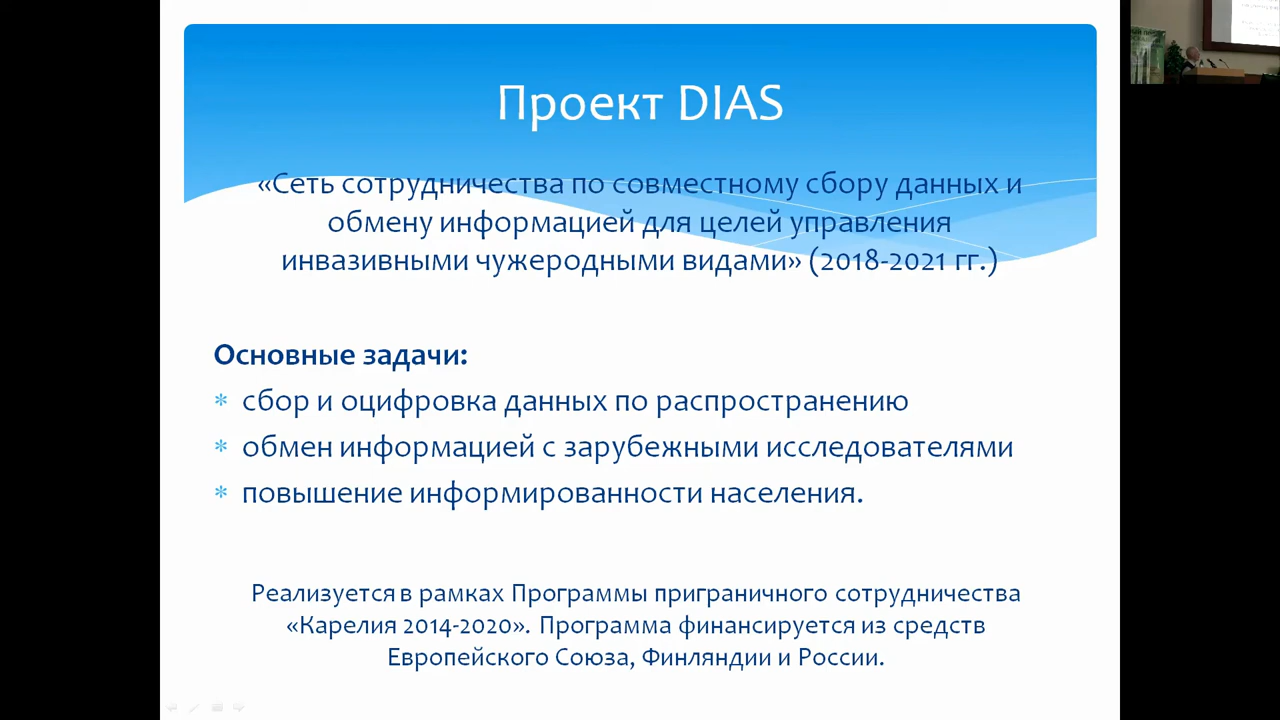 Проект DIAS
«Сеть сотрудничества по совместному сбору данных и
обмену информацией для целей управления
инвазивными чужеродными видами» (2018-2021 гг.)
Основные задачи:
* сбор и оцифровка данных по распространению
* обмен информацией с зарубежными исследователями
* повышение информированности населения.
Реализуется в рамках Программы приграничного сотрудничества
«Карелия 2014-2020». Программа финансируется из средств
Европейского Союза, Финляндии и России.